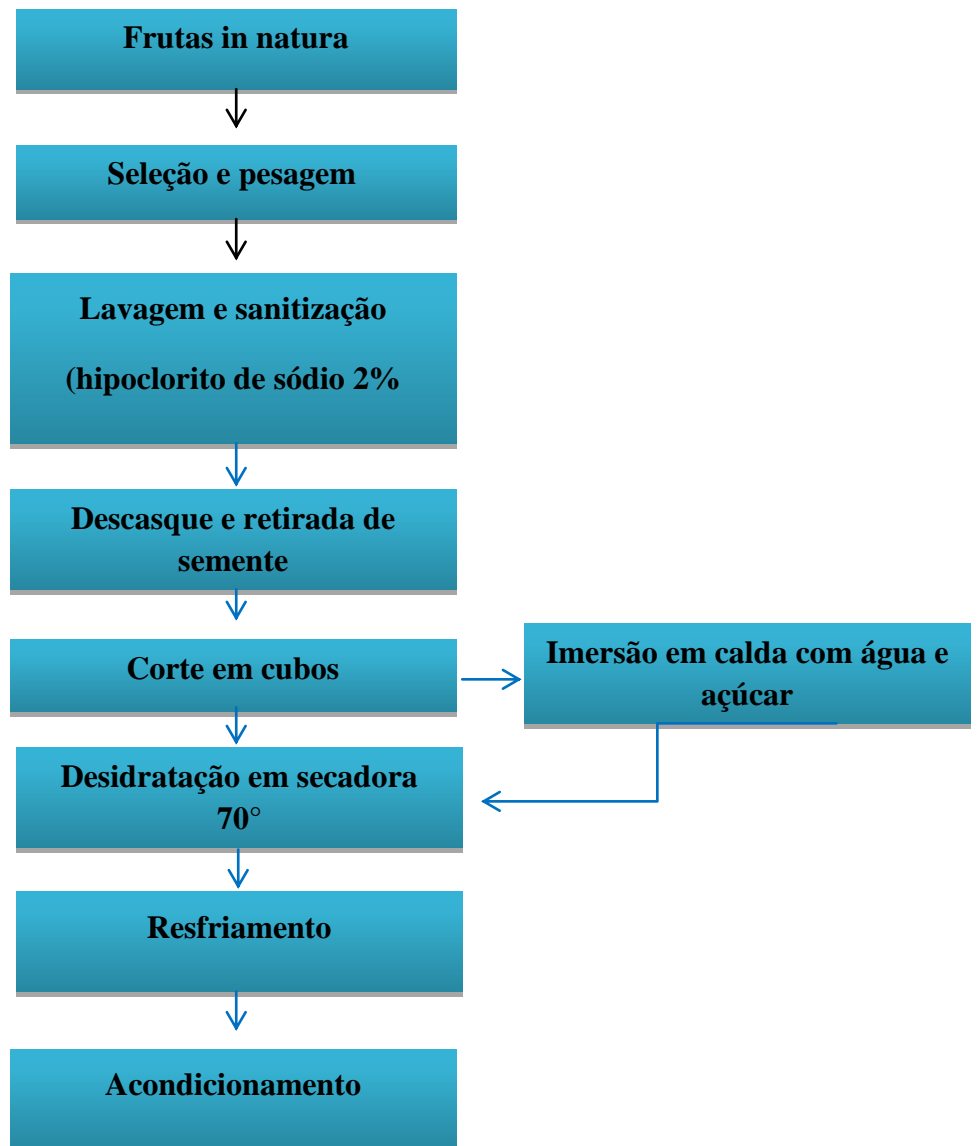 Frutas in natura
Seleção e pesagem
Lavagem e sanitização
(hipoclorito de sódio 2%
Descasque e retirada de
semente
Corte em cubos
Imersão em calda com água e
açúcar
Desidratação em secadora
70°
Resfriamento
Acondicionamento